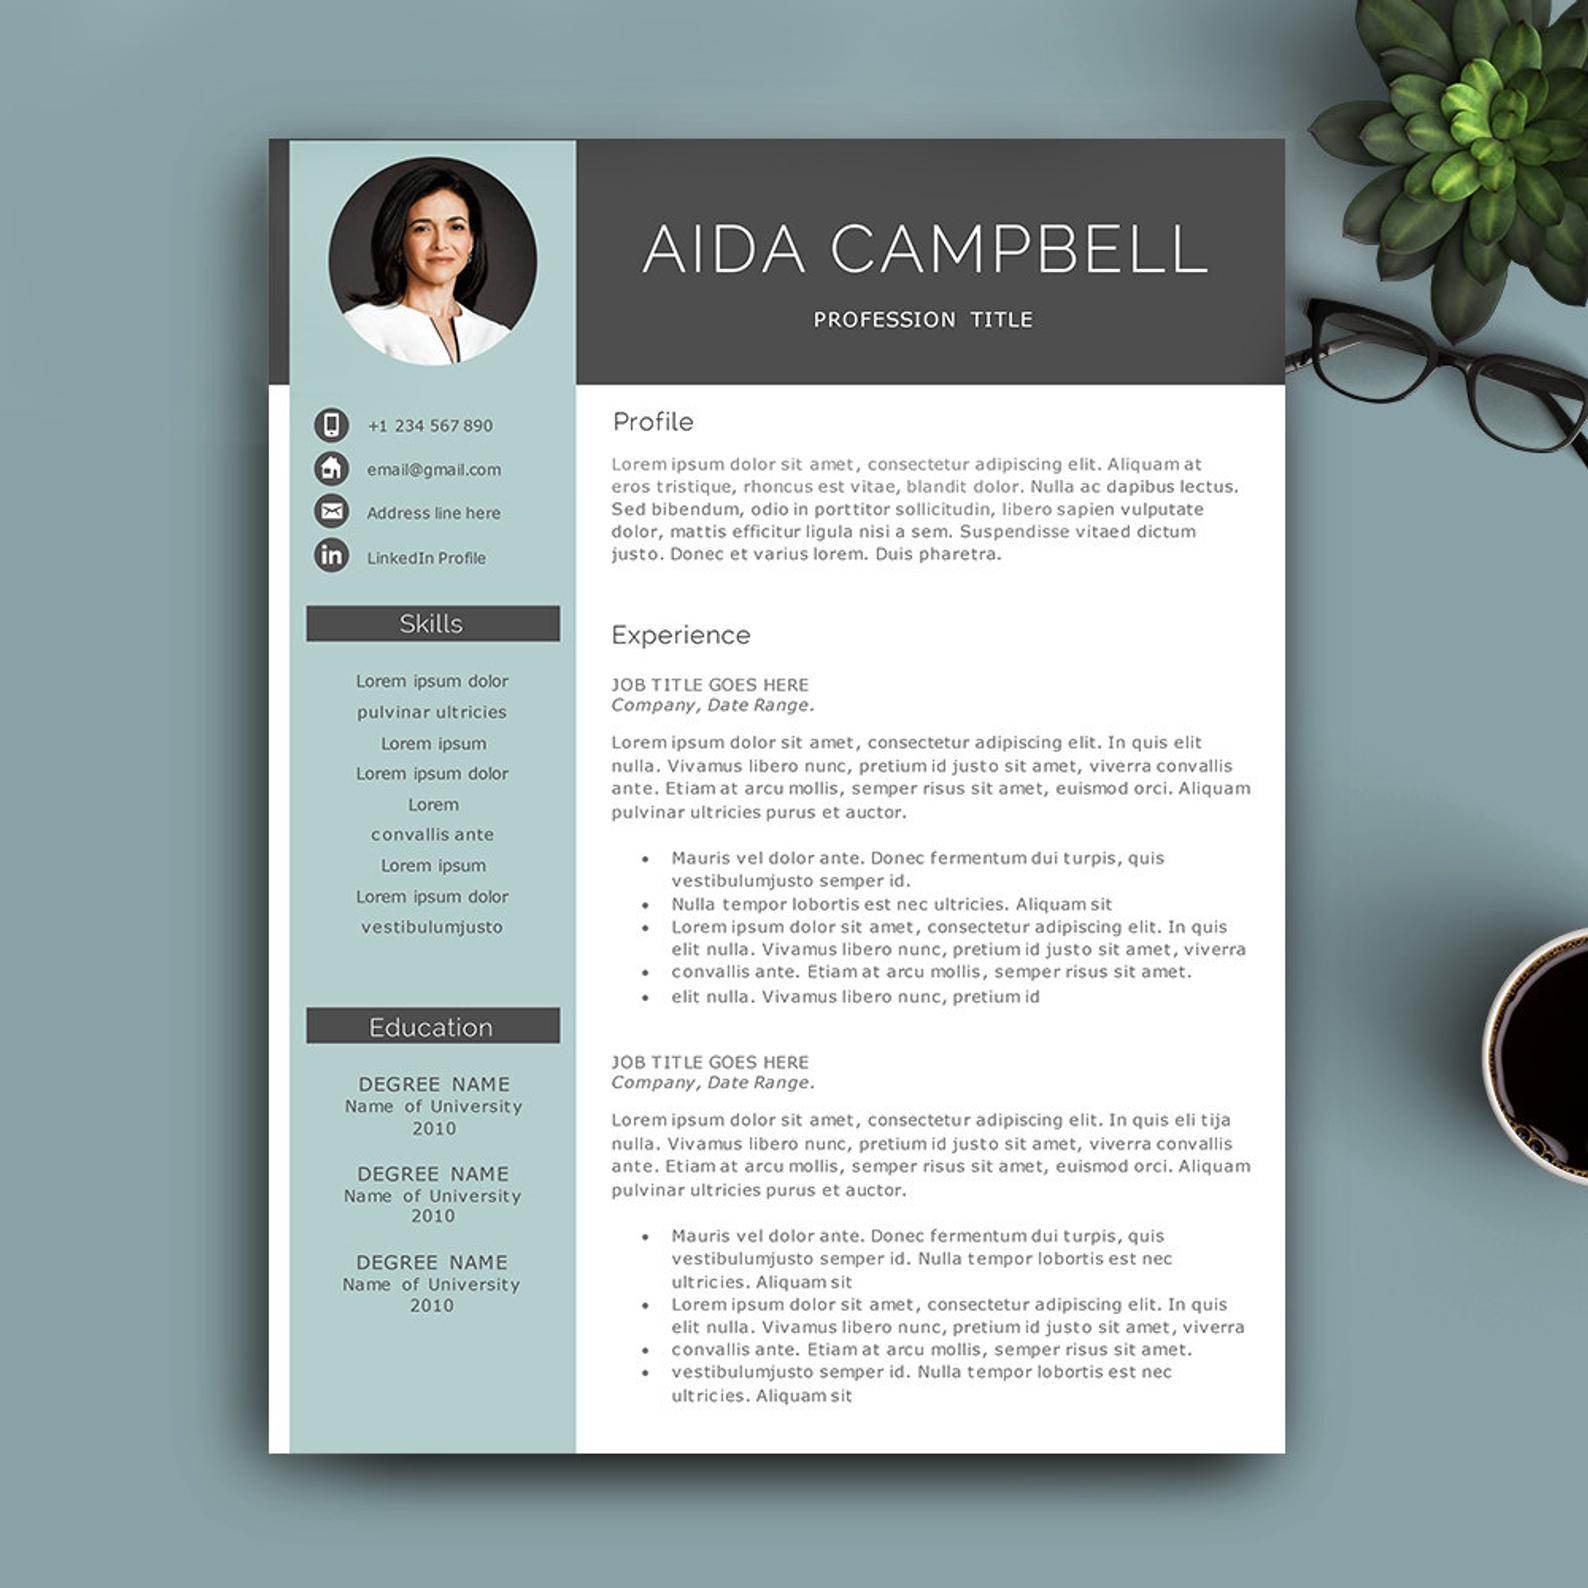 AIDA CAMPBELL
PROFESSION TITLE
+1 234 567 890
email@gmail.com
Address line here
in
LinkedIn Profile
Skills
Lorem ipsum dolor
pulvinar ultricies
Lorem ipsum
Lorem ipsum dolor
Lorem
convallis ante
Lorem ipsum
Lorem ipsum dolor
vestibulumjusto
Education
DEGREE NAME
Name of University
2010
DEGREE NAME
Name of University
2010
DEGREE NAME
Name of University
2010
Profile
Lorem ipsum dolor sit amet, consectetur adipiscing elit. Aliquam at
eros tristique, rhoncus est vitae, blandit dolor. Nulla ac dapibus lectus.
Sed bibendum, odio in porttitor sollicitudin, libero sapien vulputate
dolor, mattis efficitur ligula nisi a sem. Suspendisse vitaed dictum
justo. Donec et varius lorem. Duis pharetra.
Experience
JOB TITLE GOES HERE
Company, Date Range.
Lorem ipsum dolor sit amet, consectetur adipiscing elit. In quis elit
nulla. Vivamus libero nunc, pretium id justo sit amet, viverra convallis
ante. Etiam at arcu mollis, semper risus sit amet, euismod orci. Aliquam
pulvinar ultricies purus et auctor.
• Mauris vel dolor ante. Donec fermentum dui turpis, quis
vestibulumjusto semper id.
• Nulla tempor lobortis est nec ultricies. Aliquam sit
• Lorem ipsum dolor sit amet, consectetur adipiscing elit. In quis
elit nulla. Vivamus libero nunc, pretium id justo sit amet, viverra
• convallis ante. Etiam at arcu mollis, semper risus sit amet.
• elit nulla. Vivamus libero nunc, pretium id
JOB TITLE GOES HERE
Company, Date Range.
Lorem ipsum dolor sit amet, consectetur adipiscing elit. In quis eli tija
nulla. Vivamus libero nunc, pretium id justo sit amet, viverra convallis
ante. Etiam at arcu mollis, semper risus sit amet, euismod orci. Aliquam
pulvinar ultricies purus et auctor.
• Mauris vel dolor ante. Donec fermentum dui turpis, quis
vestibulumjusto semper id. Nulla tempor lobortis est nec
ultricies. Aliquam sit
• Lorem ipsum dolor sit amet, consectetur adipiscing elit. In quis
elit nulla. Vivamus libero nunc, pretium id justo sit amet, viverra
• convallis ante. Etiam at arcu mollis, semper risus sit amet.
• vestibulumjusto semper id. Nulla tempor lobortis est nec
ultricies. Aliquam sit